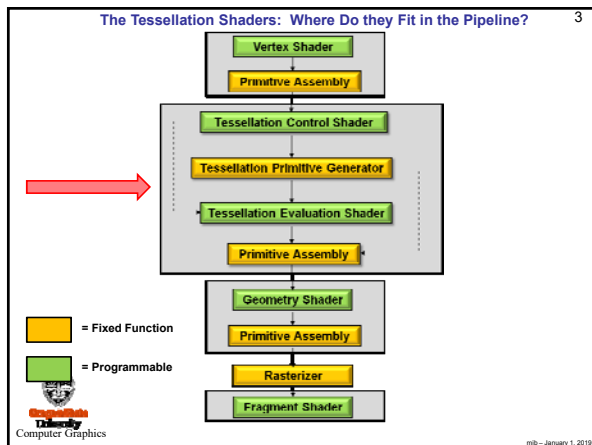 The Tessellation Shaders: Where Do they Fit in the Pipeline?
3
Vertex Shader
Primitive Assembly
Tessellation Control Shader
Tessellation Primitive Generator
Tessellation Evaluation Shader
Primitive Assembly
Geometry Shader
Primitive Assembly
= Fixed Function
= Programmable
Rasterizer
Fragment Shader
University
Computer Graphics
mjb – January 1, 2019